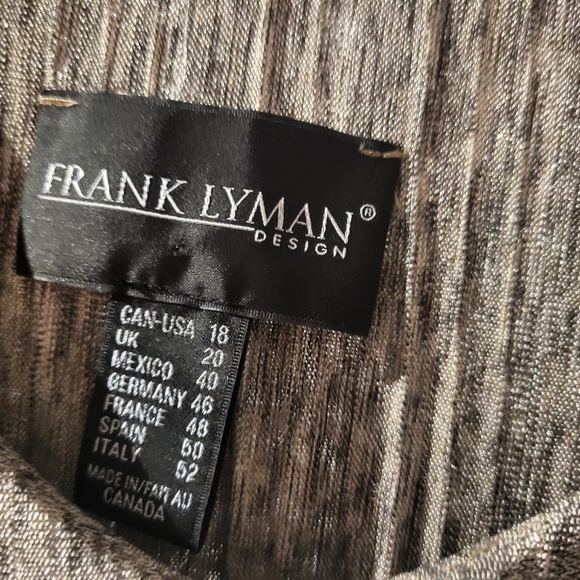 FRANK LYMAN®
DESIGN
CAN-USA 18
UK 20
MEXICO 40
GERMANY 46
FRANCE 48
SPAIN 50
ITALY 52
MADE IN/FAIT AU
CANADA